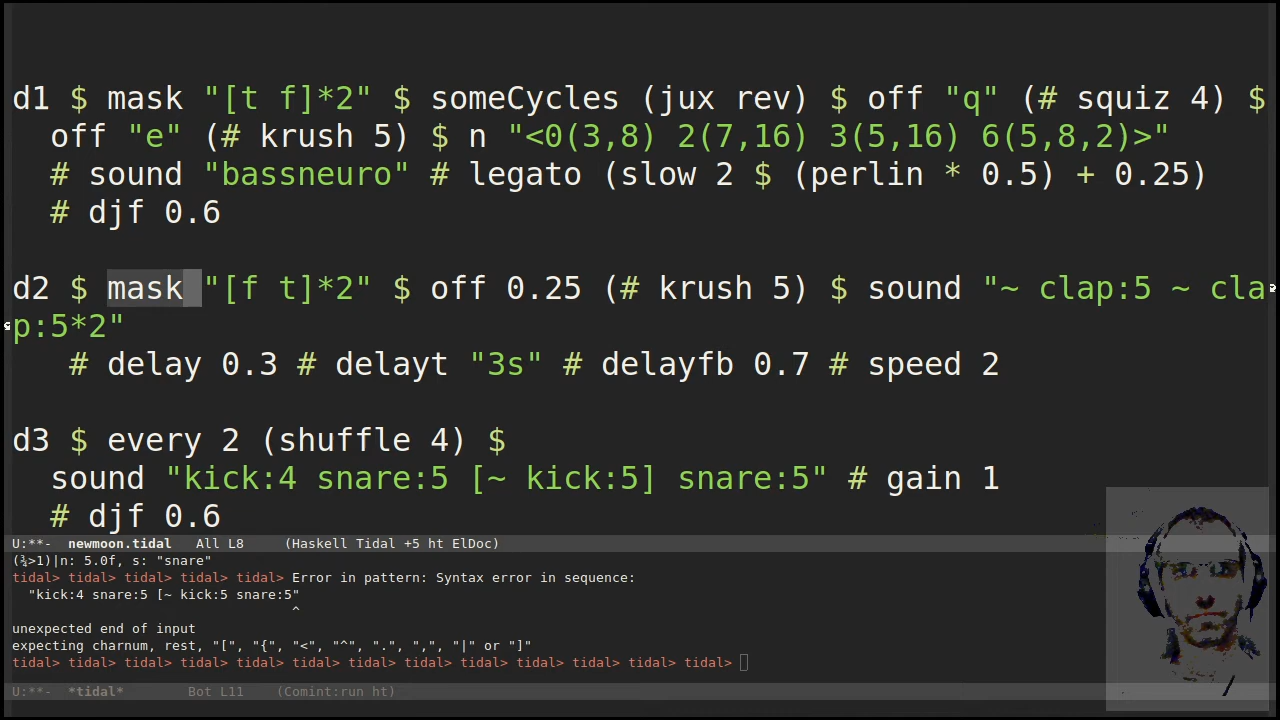 d1 $ mask "[t f]*2" $ someCycles (jux rev) $ off "q" (# squiz 4) $
  off "e" (# krush 5) $ n "<0(3,8) 2(7,16) 3(5,16) 6(5,8,2)>"
  # sound "bassneuro" # legato (slow 2 $ (perlin * 0.5) + 0.25)
  # djf 0.6
d2 $ mask "[f t]*2" $ off 0.25 (# krush 5) $ sound "~ clap:5 ~ cla
p:5*2"
   # delay 0.3 # delayt "3s" # delayfb 0.7 # speed 2
d3 $ every 2 (shuffle 4) $
  sound "kick:4 snare:5 [~ kick:5] snare:5" # gain 1
  # djf 0.6
U:**-  newmoon.tidal   All L8     (Haskell Tidal +5 ht ElDoc)
(¾>1)|n: 5.0f, s: "snare"
tidal> tidal> tidal> tidal> tidal> Error in pattern: Syntax error in sequence:
  "kick:4 snare:5 [~ kick:5 snare:5"
                                   ^
unexpected end of input
expecting charnum, rest, "[", "{", "<", "^", ".", ",", "|" or "]"
tidal> tidal> tidal> tidal> tidal> tidal> tidal> tidal> tidal> tidal> tidal> tidal> tidal>
U:**-  *tidal*        Bot L11    (Comint:run ht)